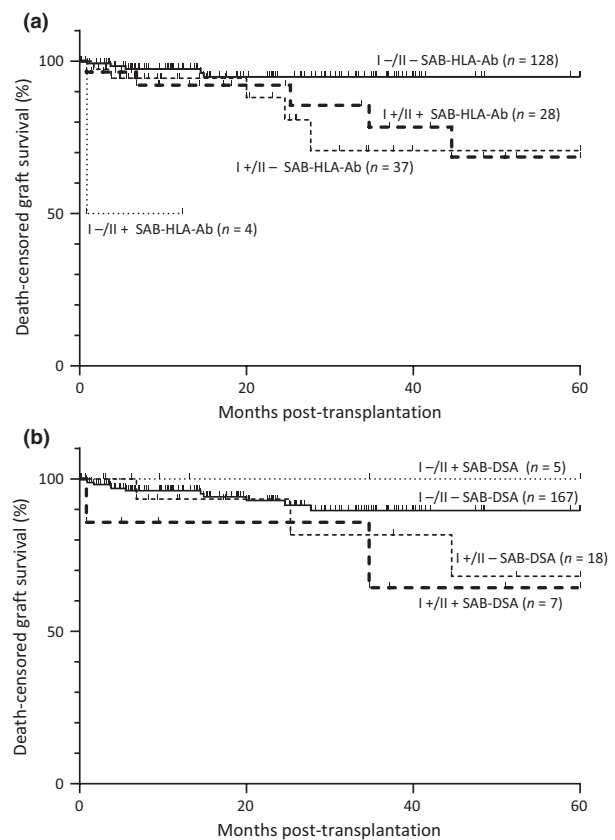 (a)
100
50
0
Death-censored graft survival (%)
I −/II − SAB-HLA-Ab (n = 128)
I +/II + SAB-HLA-Ab (n = 28)
I +/II − SAB-HLA-Ab (n = 37)
I −/II + SAB-HLA-Ab (n = 4)
0 20 40 60
Months post-transplantation
(b)
100
50
0
Death-censored graft survival (%)
I −/II + SAB-DSA (n = 5)
I −/II − SAB-DSA (n = 167)
I +/II − SAB-DSA (n = 18)
I +/II + SAB-DSA (n = 7)
0 20 40 60
Months post-transplantation